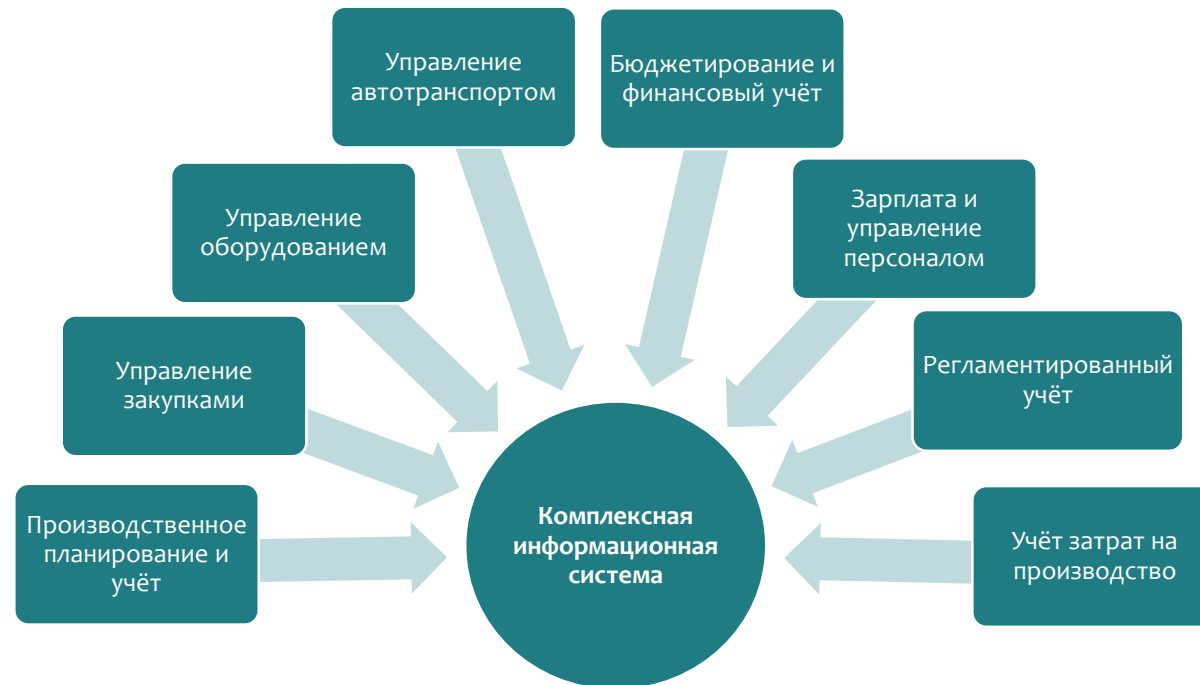 Управление
автотранспортом
Бюджетирование и
финансовый учёт
Управление
оборудованием
Зарплата и
управление
персоналом
Управление
закупками
Регламентированный
учёт
Производственное
планирование и
учёт
Комплексная
информационная
система
Учёт затрат на
производство